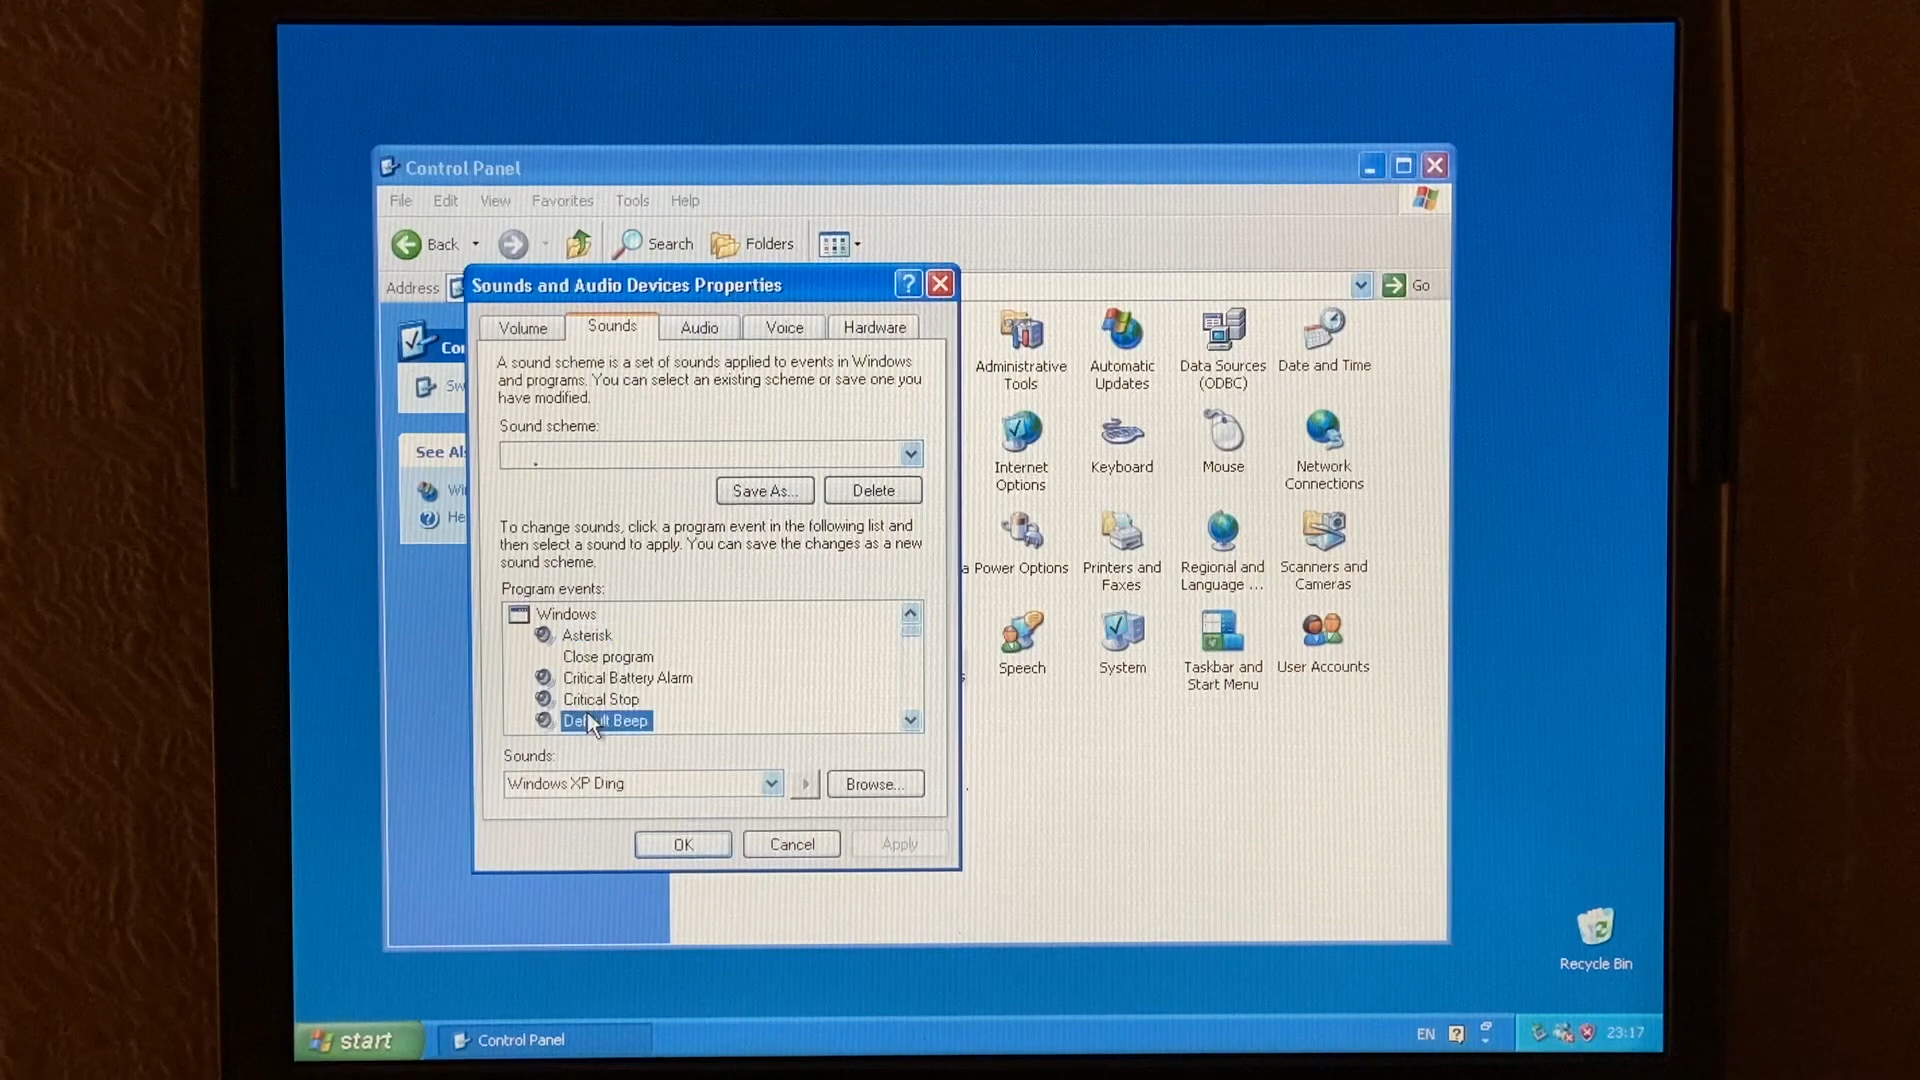 Control Panel
File Edit View Favorites Tools Help
Back Search Folders
Address Go
Sounds and Audio Devices Properties
Volume Sounds Audio Voice Hardware
A sound scheme is a set of sounds applied to events in Windows
and programs. You can select an existing scheme or save one you
have modified.
Sound scheme:
Save As... Delete
To change sounds, click a program event in the following list and
then select a sound to apply. You can save the changes as a new
sound scheme.
Program events:
Windows
Asterisk
Close program
Critical Battery Alarm
Critical Stop
Default Beep
Sounds:
Windows XP Ding
Browse...
OK Cancel Apply
See Al
Administrative
Tools
Automatic
Updates
Data Sources
(ODBC)
Date and Time
Internet
Options
Keyboard
Mouse
Network
Connections
Power Options
Printers and
Faxes
Regional and
Language ...
Scanners and
Cameras
Speech
System
Taskbar and
Start Menu
User Accounts
Recycle Bin
start
Control Panel
EN
23:17